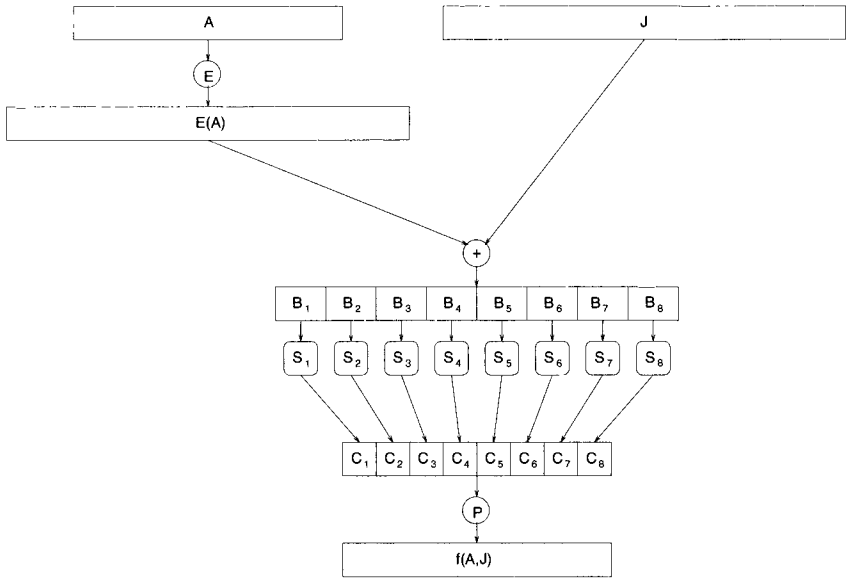 A J
E
E(A)
+
B1 B2 B3 B4 B5 B6 B7 B8
S1 S2 S3 S4 S5 S6 S7 S8
C1 C2 C3 C4 C5 C6 C7 C8
P
f(A,J)